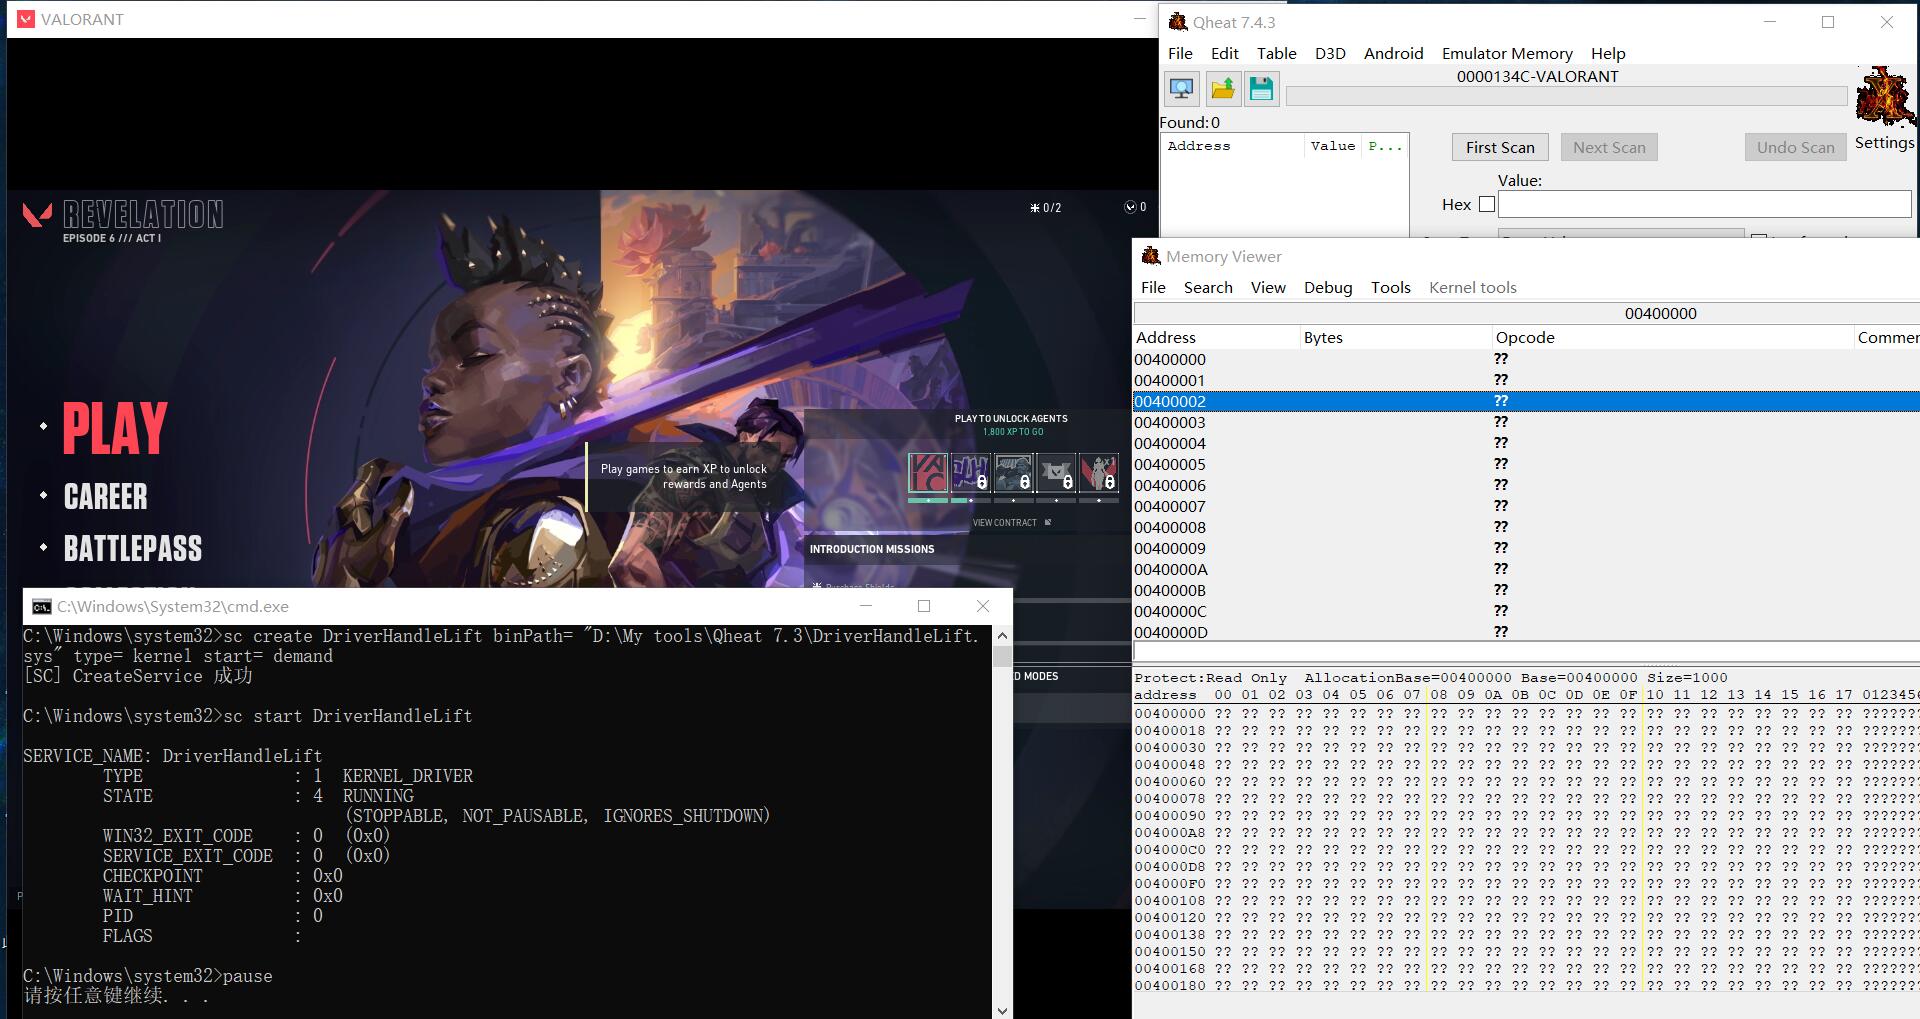 VALORANT
REVELATION
EPISODE 6 /// ACT I
0/2
0
PLAY
CAREER
BATTLEPASS
Play games to earn XP to unlock
rewards and Agents
PLAY TO UNLOCK AGENTS
1,800 XP TO GO
x1
VIEW CONTRACT
INTRODUCTION MISSIONS
Purchase Shields
D MODES
Qheat 7.4.3
File Edit Table D3D Android Emulator Memory Help
0000134C-VALORANT
Found:0
Address Value P...
First Scan Next Scan Undo Scan Settings
Value:
Hex
Memory Viewer
File Search View Debug Tools Kernel tools
00400000
Address Bytes Opcode Commer
00400000 ??
00400001 ??
00400002 ??
00400003 ??
00400004 ??
00400005 ??
00400006 ??
00400007 ??
00400008 ??
00400009 ??
0040000A ??
0040000B ??
0040000C ??
0040000D ??
Protect:Read Only AllocationBase=00400000 Base=00400000 Size=1000
address 00 01 02 03 04 05 06 07 08 09 0A 0B 0C 0D 0E 0F 10 11 12 13 14 15 16 17 0123456
00400000 ?? ?? ?? ?? ?? ?? ?? ?? ?? ?? ?? ?? ?? ?? ?? ?? ?? ?? ?? ?? ?? ?? ?? ?? ???????
00400018 ?? ?? ?? ?? ?? ?? ?? ?? ?? ?? ?? ?? ?? ?? ?? ?? ?? ?? ?? ?? ?? ?? ?? ?? ???????
00400030 ?? ?? ?? ?? ?? ?? ?? ?? ?? ?? ?? ?? ?? ?? ?? ?? ?? ?? ?? ?? ?? ?? ?? ?? ???????
00400048 ?? ?? ?? ?? ?? ?? ?? ?? ?? ?? ?? ?? ?? ?? ?? ?? ?? ?? ?? ?? ?? ?? ?? ?? ???????
00400060 ?? ?? ?? ?? ?? ?? ?? ?? ?? ?? ?? ?? ?? ?? ?? ?? ?? ?? ?? ?? ?? ?? ?? ?? ???????
00400078 ?? ?? ?? ?? ?? ?? ?? ?? ?? ?? ?? ?? ?? ?? ?? ?? ?? ?? ?? ?? ?? ?? ?? ?? ???????
00400090 ?? ?? ?? ?? ?? ?? ?? ?? ?? ?? ?? ?? ?? ?? ?? ?? ?? ?? ?? ?? ?? ?? ?? ?? ???????
004000A8 ?? ?? ?? ?? ?? ?? ?? ?? ?? ?? ?? ?? ?? ?? ?? ?? ?? ?? ?? ?? ?? ?? ?? ?? ???????
004000C0 ?? ?? ?? ?? ?? ?? ?? ?? ?? ?? ?? ?? ?? ?? ?? ?? ?? ?? ?? ?? ?? ?? ?? ?? ???????
004000D8 ?? ?? ?? ?? ?? ?? ?? ?? ?? ?? ?? ?? ?? ?? ?? ?? ?? ?? ?? ?? ?? ?? ?? ?? ???????
004000F0 ?? ?? ?? ?? ?? ?? ?? ?? ?? ?? ?? ?? ?? ?? ?? ?? ?? ?? ?? ?? ?? ?? ?? ?? ???????
00400108 ?? ?? ?? ?? ?? ?? ?? ?? ?? ?? ?? ?? ?? ?? ?? ?? ?? ?? ?? ?? ?? ?? ?? ?? ???????
00400120 ?? ?? ?? ?? ?? ?? ?? ?? ?? ?? ?? ?? ?? ?? ?? ?? ?? ?? ?? ?? ?? ?? ?? ?? ???????
00400138 ?? ?? ?? ?? ?? ?? ?? ?? ?? ?? ?? ?? ?? ?? ?? ?? ?? ?? ?? ?? ?? ?? ?? ?? ???????
00400150 ?? ?? ?? ?? ?? ?? ?? ?? ?? ?? ?? ?? ?? ?? ?? ?? ?? ?? ?? ?? ?? ?? ?? ?? ???????
00400168 ?? ?? ?? ?? ?? ?? ?? ?? ?? ?? ?? ?? ?? ?? ?? ?? ?? ?? ?? ?? ?? ?? ?? ?? ???????
00400180 ?? ?? ?? ?? ?? ?? ?? ?? ?? ?? ?? ?? ?? ?? ?? ?? ?? ?? ?? ?? ?? ?? ?? ?? ???????
C:\Windows\System32\cmd.exe
C:\Windows\system32>sc create DriverHandleLift binPath= "D:\My tools\Qheat 7.3\DriverHandleLift.
sys" type= kernel start= demand
[SC] CreateService 成功
C:\Windows\system32>sc start DriverHandleLift
SERVICE_NAME: DriverHandleLift
TYPE : 1 KERNEL_DRIVER
STATE : 4 RUNNING
(STOPPABLE, NOT_PAUSABLE, IGNORES_SHUTDOWN)
WIN32_EXIT_CODE : 0 (0x0)
SERVICE_EXIT_CODE : 0 (0x0)
CHECKPOINT : 0x0
WAIT_HINT : 0x0
PID : 0
FLAGS :
C:\Windows\system32>pause
请按任意键继续. . .